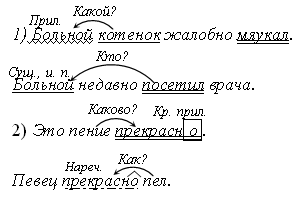 Прил.
Какой?
1) Больной котенок жалобно мяукал.
Кто?
Сущ., и. п.
Больной недавно посетил врача.
Каково?
Кр. прил.
2) Это пение прекрасно.
Нареч.
Как?
Певец прекрасно пел.